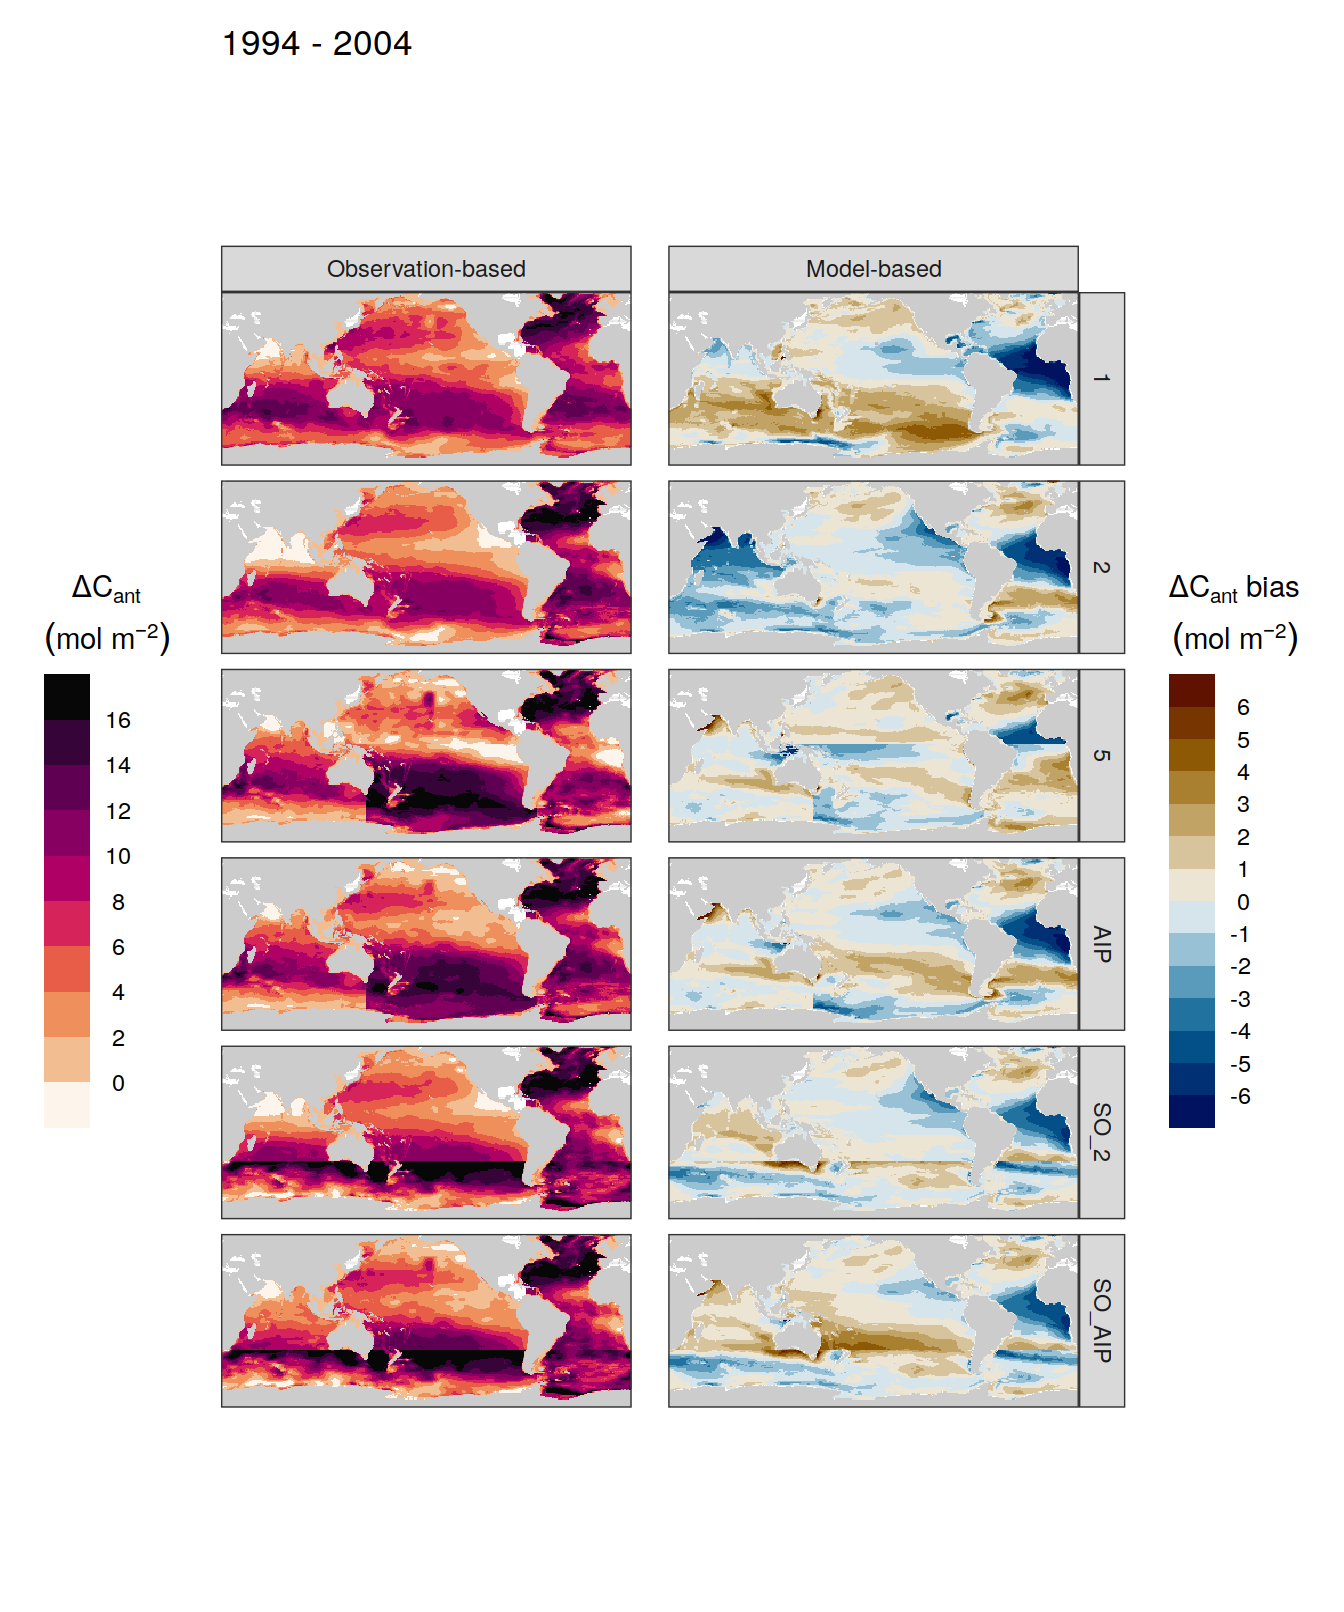 1994 - 2004
Observation-based
Model-based
1
2
5
AIP
SO_2
SO_AIP
ΔCant
(mol m−2)
16
14
12
10
8
6
4
2
0
ΔCant bias
(mol m−2)
6
5
4
3
2
1
0
-1
-2
-3
-4
-5
-6